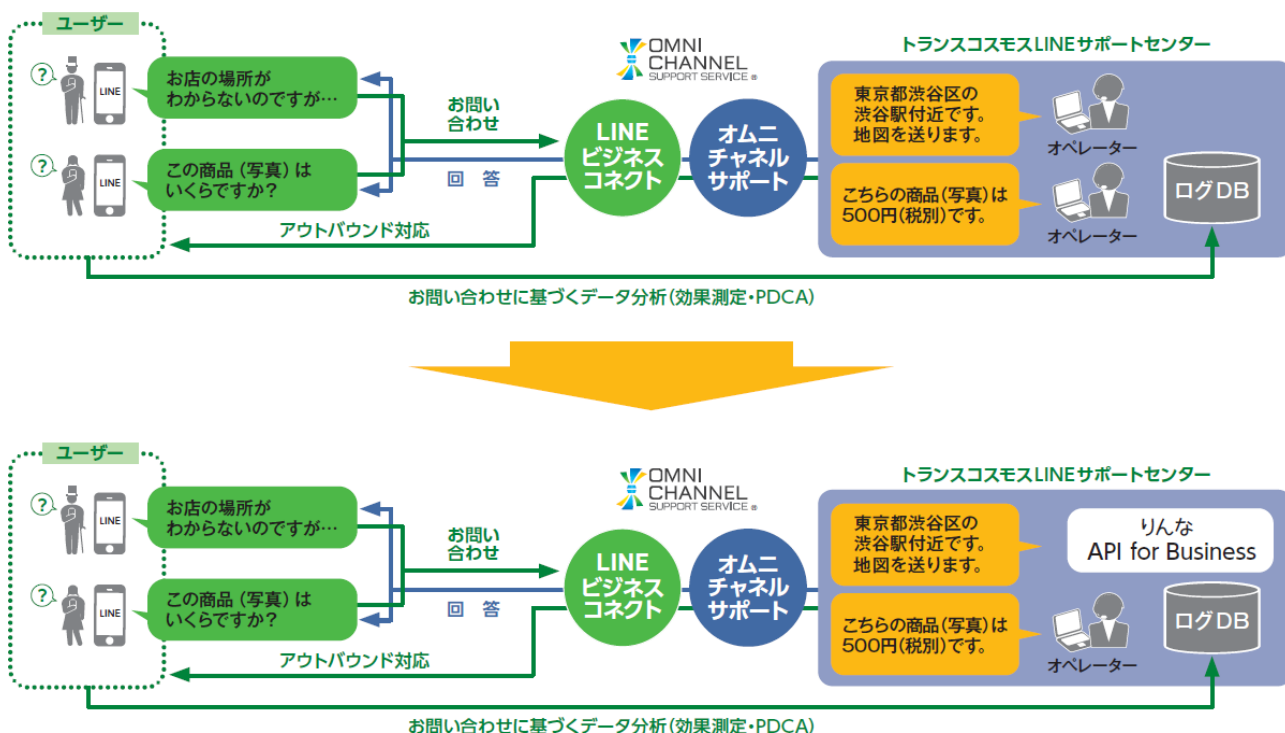 ユーザー
OMNI
CHANNEL
SUPPORT SERVICE
トランスコスモスLINEサポートセンター
?
LINE
お店の場所が
わからないのですが…
お問い
合わせ
LINE
ビジネス
コネクト
オムニ
チャネル
サポート
東京都渋谷区の
渋谷駅付近です。
地図を送ります。
オペレーター
?
LINE
この商品(写真)は
いくらですか?
回答
こちらの商品(写真)は
500円(税別)です。
オペレーター
ログDB
アウトバウンド対応
お問い合わせに基づくデータ分析(効果測定・PDCA)
ユーザー
OMNI
CHANNEL
SUPPORT SERVICE
トランスコスモスLINEサポートセンター
?
LINE
お店の場所が
わからないのですが…
お問い
合わせ
LINE
ビジネス
コネクト
オムニ
チャネル
サポート
東京都渋谷区の
渋谷駅付近です。
地図を送ります。
りんな
API for Business
?
LINE
この商品(写真)は
いくらですか?
回答
こちらの商品(写真)は
500円(税別)です。
オペレーター
ログDB
アウトバウンド対応
お問い合わせに基づくデータ分析(効果測定・PDCA)